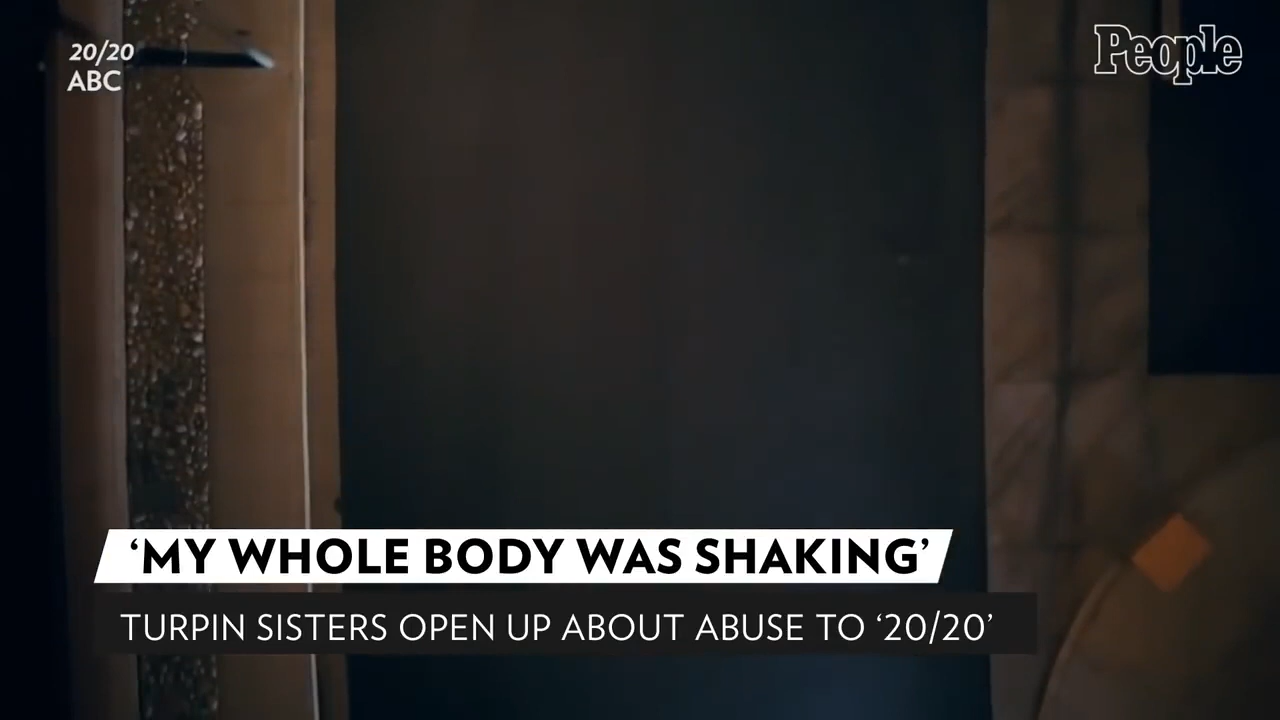 20/20
ABC
People
‘MY WHOLE BODY WAS SHAKING’
TURPIN SISTERS OPEN UP ABOUT ABUSE TO ‘20/20’